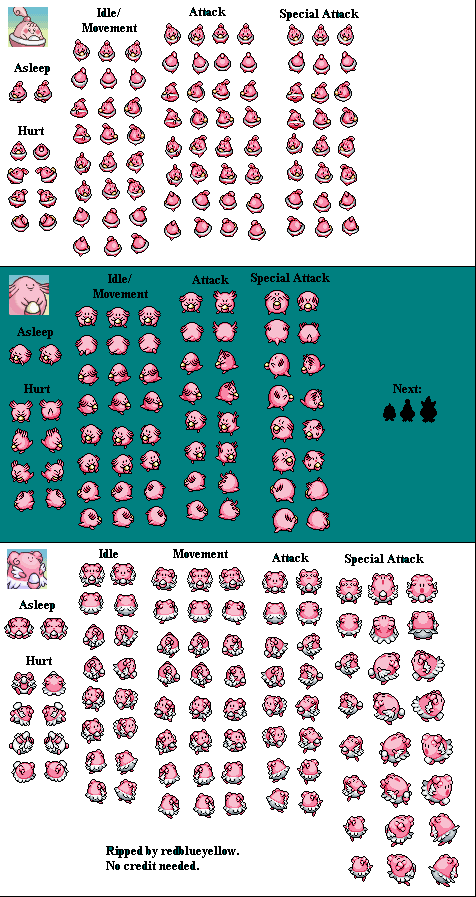 Idle/
Movement
Attack
Special Attack
Asleep
Hurt
Idle/
Movement
Attack
Special Attack
Asleep
Hurt
Next:
Idle
Movement
Attack
Special Attack
Asleep
Hurt
Ripped by redblueyellow.
No credit needed.